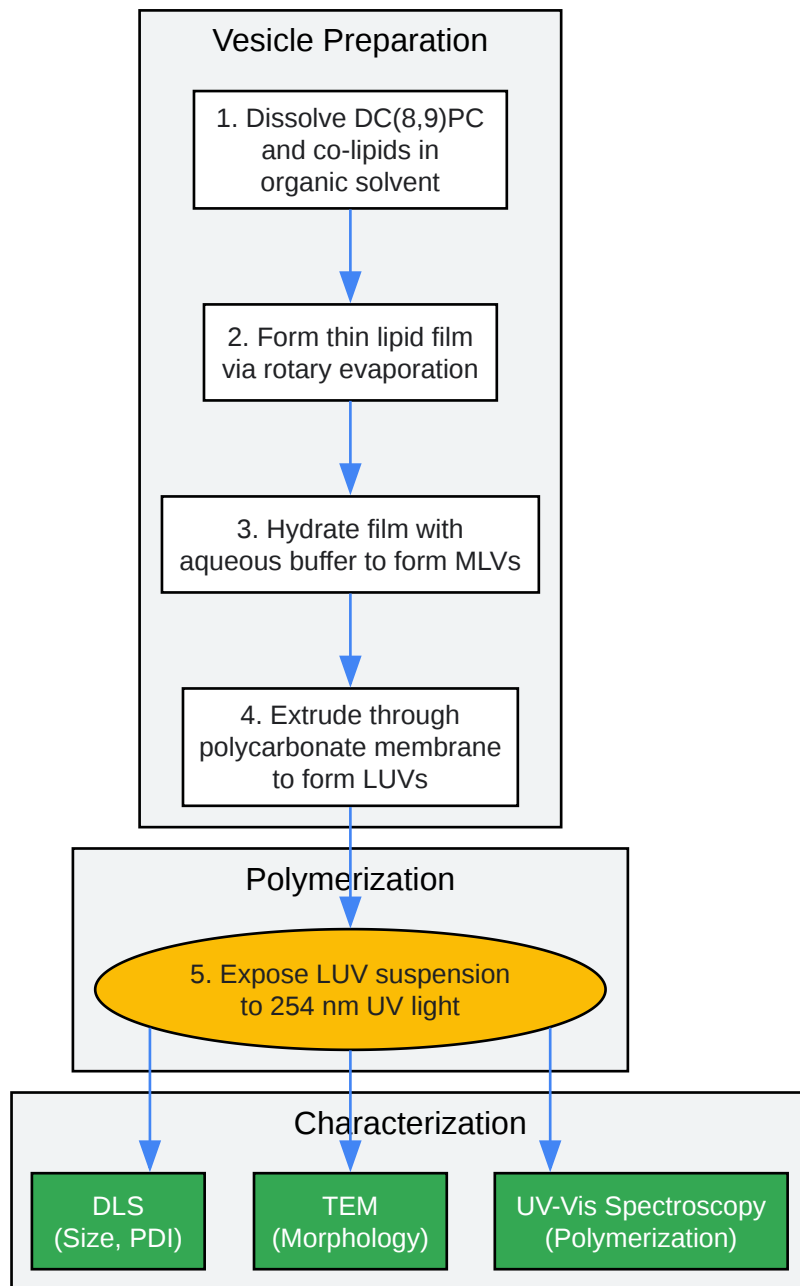 Vesicle Preparation
1. Dissolve DC(8,9)PC
and co-lipids in
organic solvent
2. Form thin lipid film
via rotary evaporation
3. Hydrate film with
aqueous buffer to form MLVs
4. Extrude through
polycarbonate membrane
to form LUVs
Polymerization
5. Expose LUV suspension
to 254 nm UV light
Characterization
DLS
(Size, PDI)
TEM
(Morphology)
UV-Vis Spectroscopy
(Polymerization)